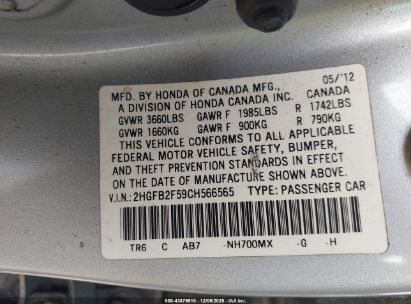 MFD. BY HONDA OF CANADA MFG., 05/'12
A DIVISION OF HONDA CANADA INC. CANADA
GVWR 3660LBS GAWR F 1985LBS R 1742LBS
GVWR 1660KG GAWR F 900KG R 790KG
THIS VEHICLE CONFORMS TO ALL APPLICABLE
FEDERAL MOTOR VEHICLE SAFETY, BUMPER,
AND THEFT PREVENTION STANDARDS IN EFFECT
ON THE DATE OF MANUFACTURE SHOWN ABOVE.
V.I.N.: 2HGFB2F59CH566565 TYPE: PASSENGER CAR
TR6 C AB7 -NH700MX -G -H